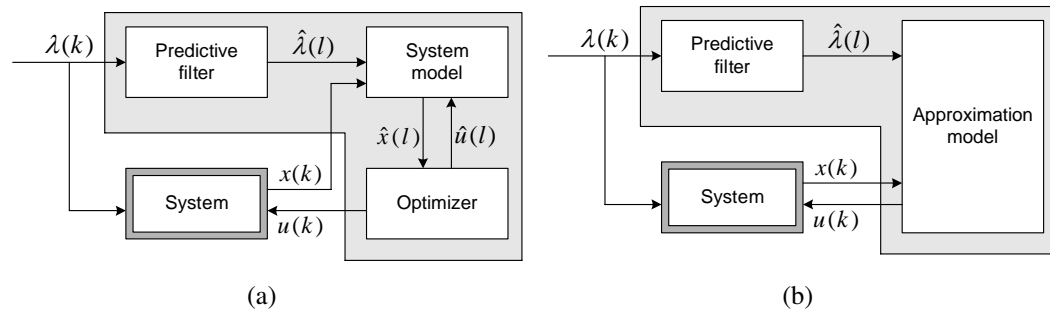 λ(k)
Predictive
filter
λ̂(l)
System
model
x̂(l)
û(l)
x(k)
System
u(k)
Optimizer
(a)
λ(k)
Predictive
filter
λ̂(l)
Approximation
model
x(k)
System
u(k)
(b)